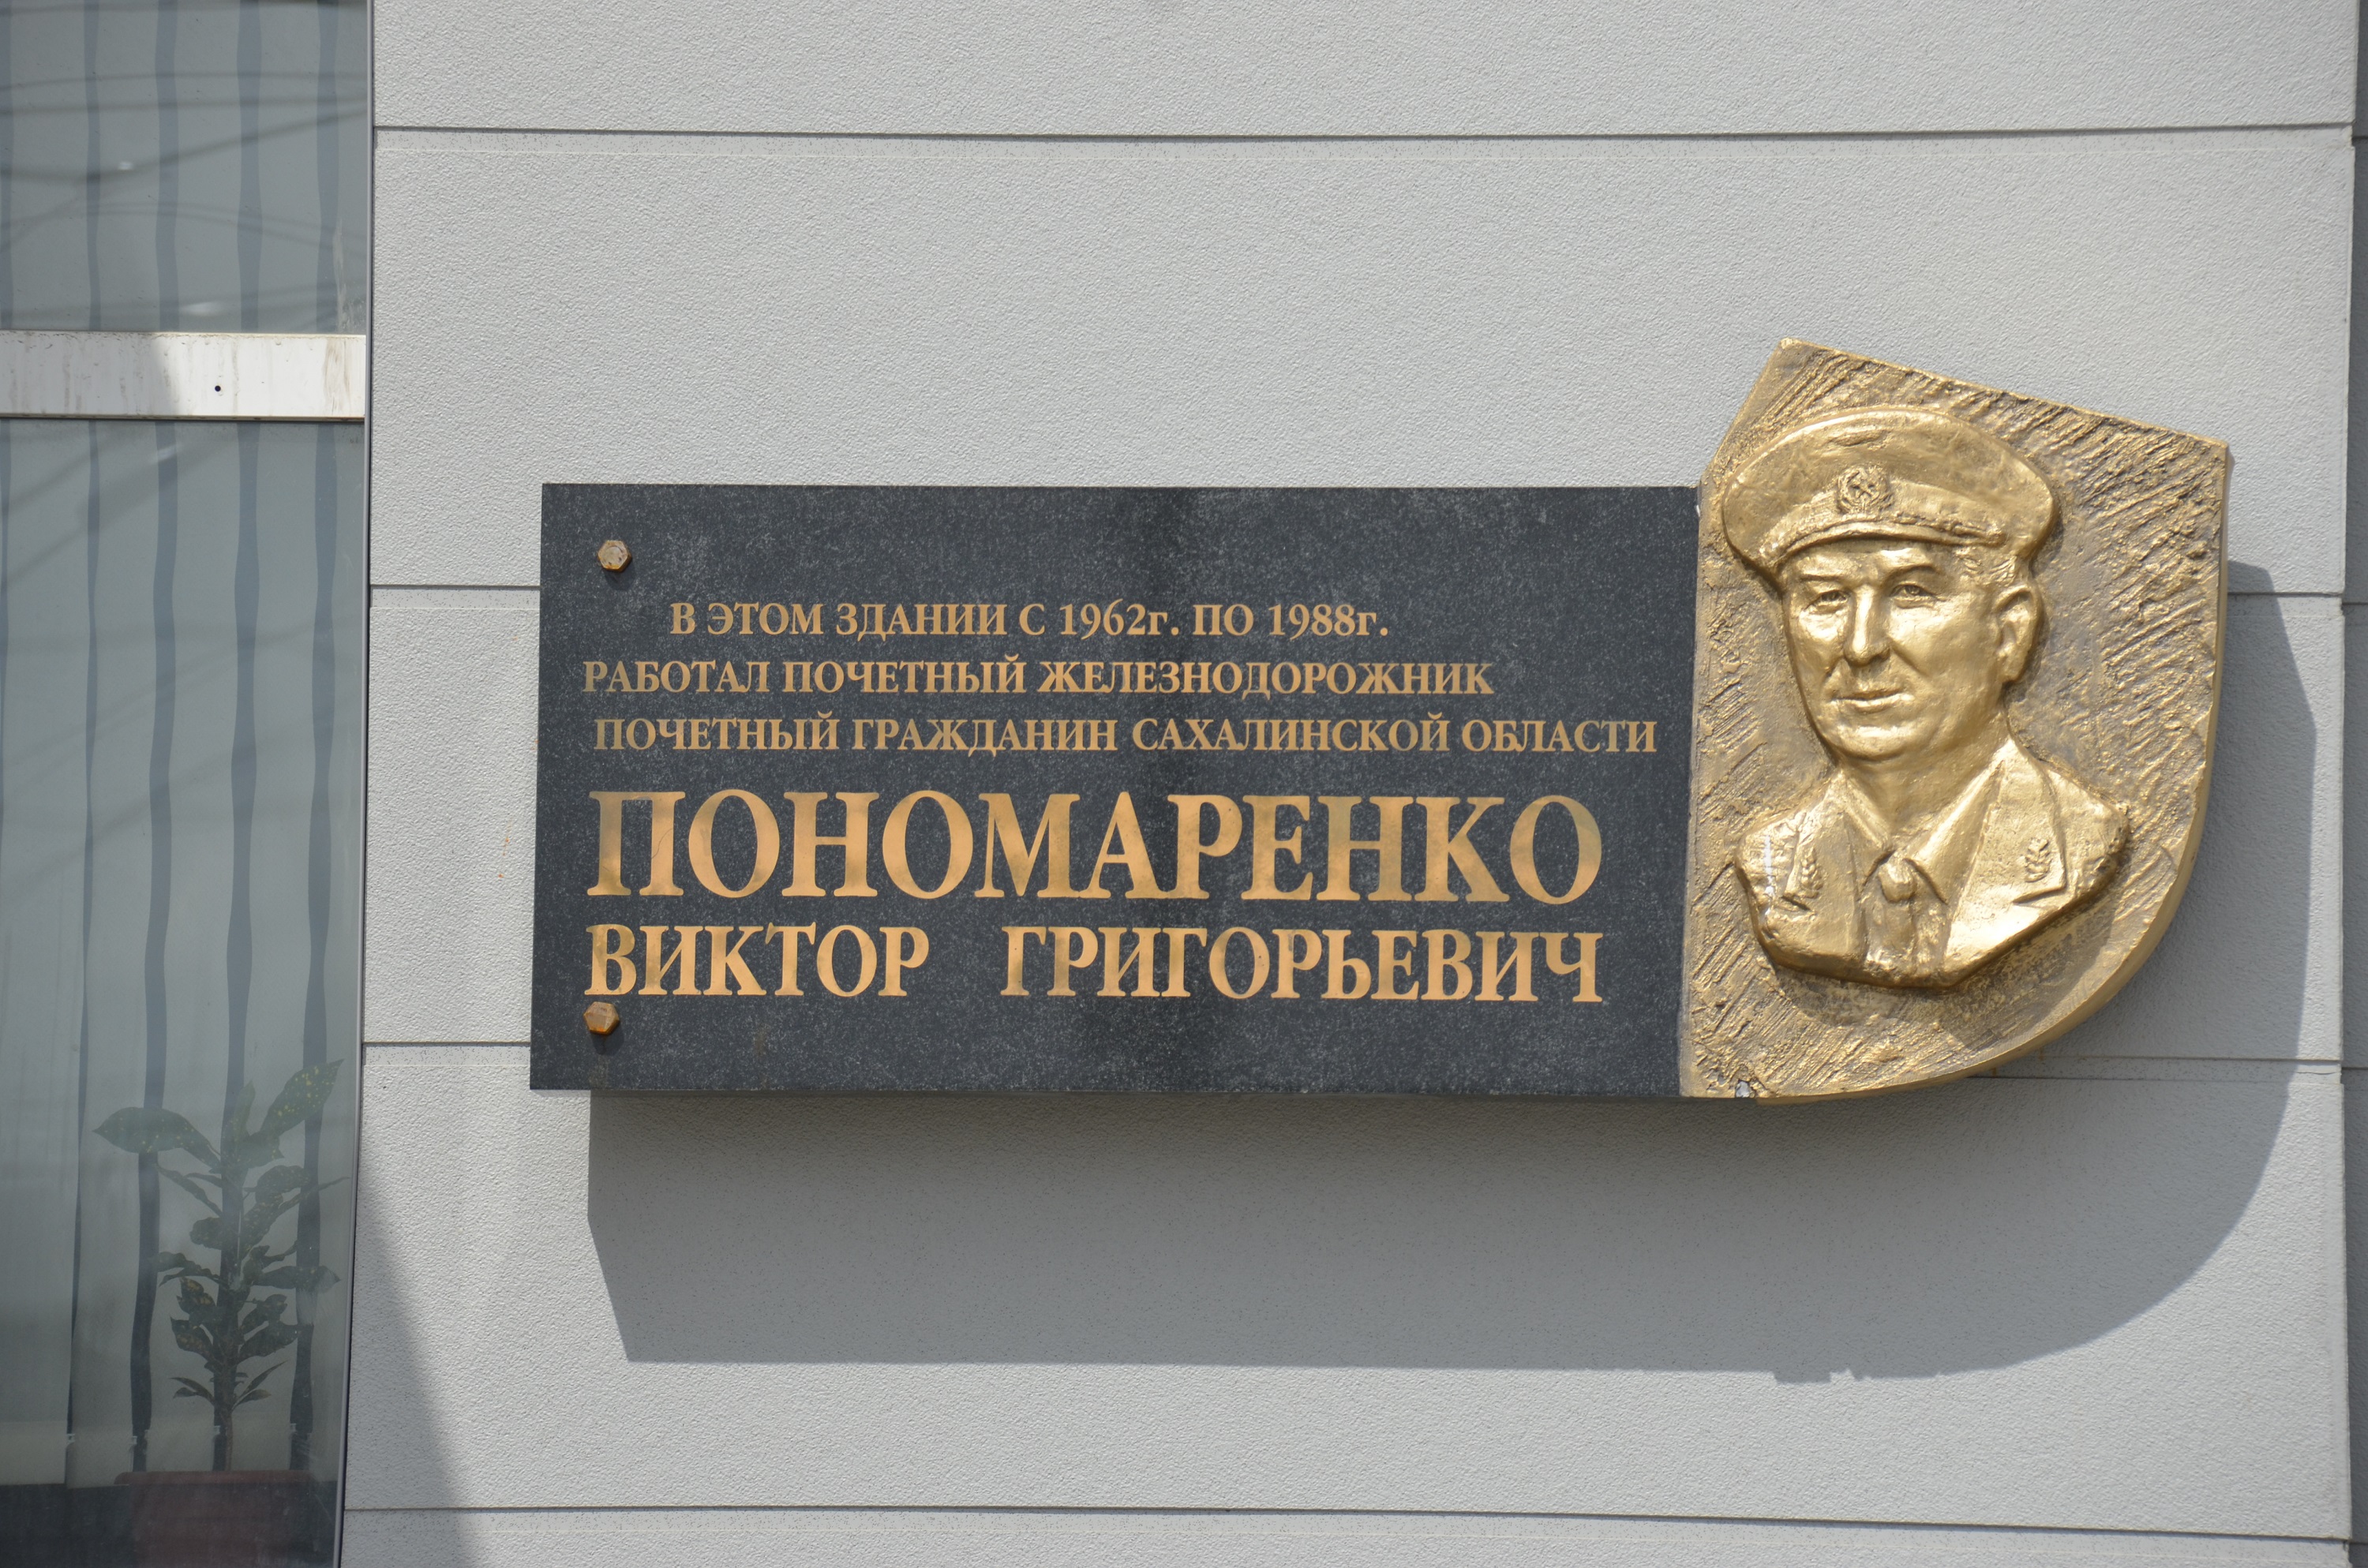 В ЭТОМ ЗДАНИИ С 1962г. ПО 1988г.
РАБОТАЛ ПОЧЕТНЫЙ ЖЕЛЕЗНОДОРОЖНИК
ПОЧЕТНЫЙ ГРАЖДАНИН САХАЛИНСКОЙ ОБЛАСТИ
ПОНОМАРЕНКО
ВИКТОР ГРИГОРЬЕВИЧ